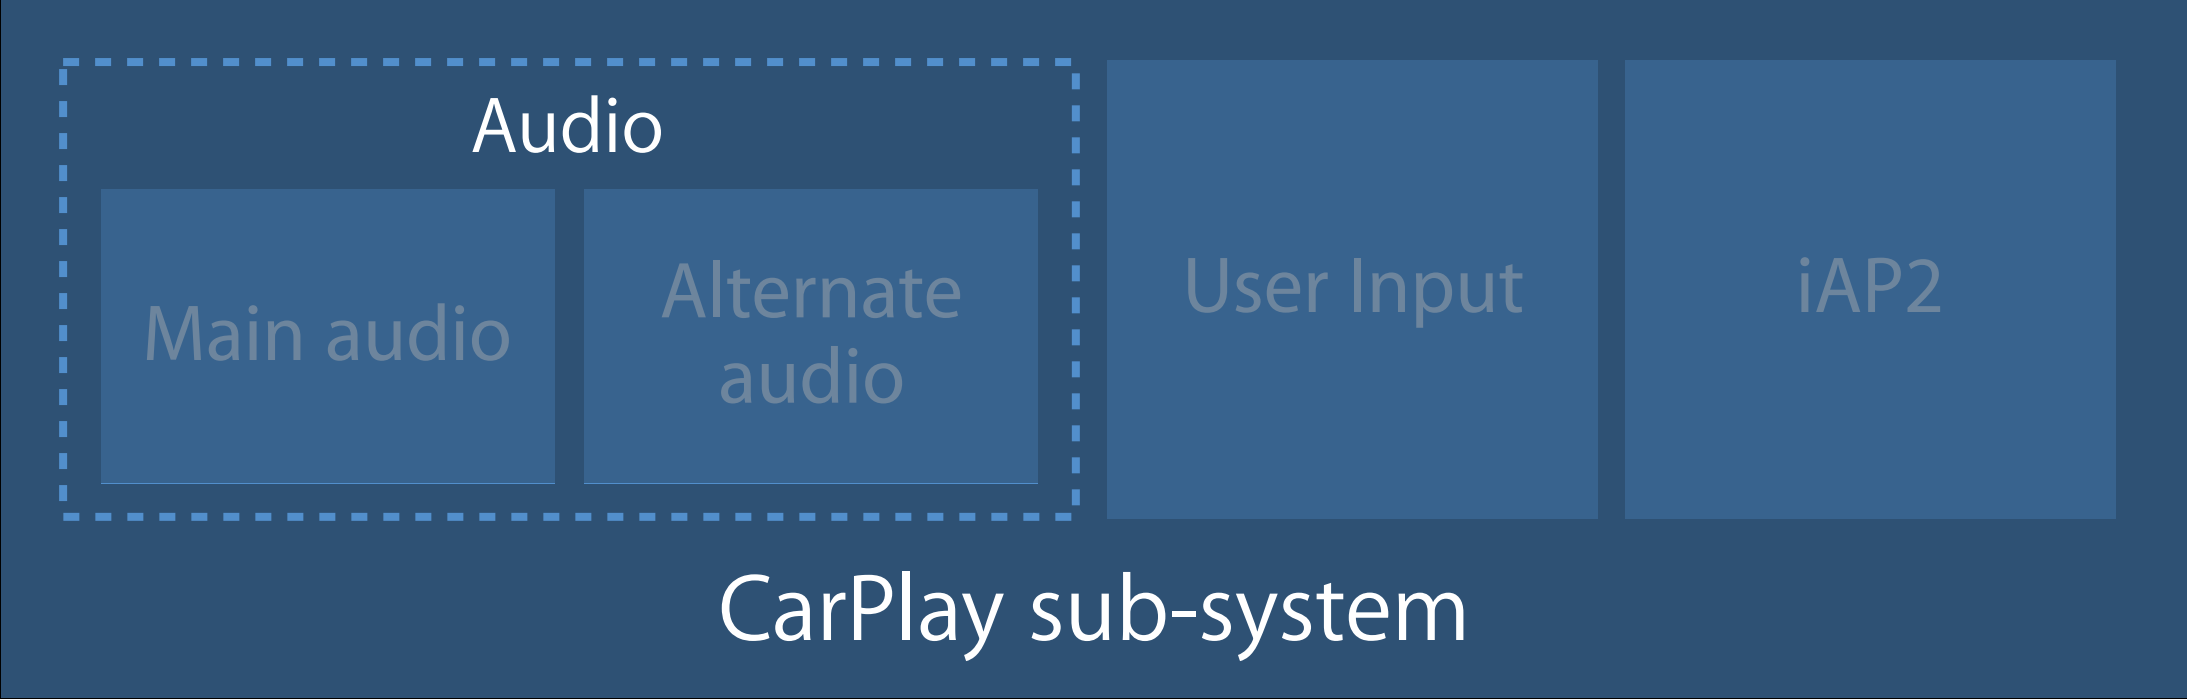 Audio
Main audio
Alternate
audio
User Input
iAP2
CarPlay sub-system